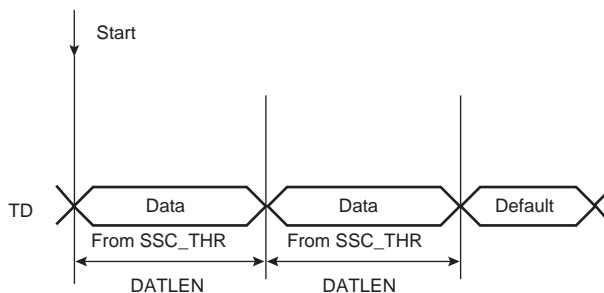 Start
TD
Data
Data
Default
From SSC_THR
From SSC_THR
DATLEN
DATLEN